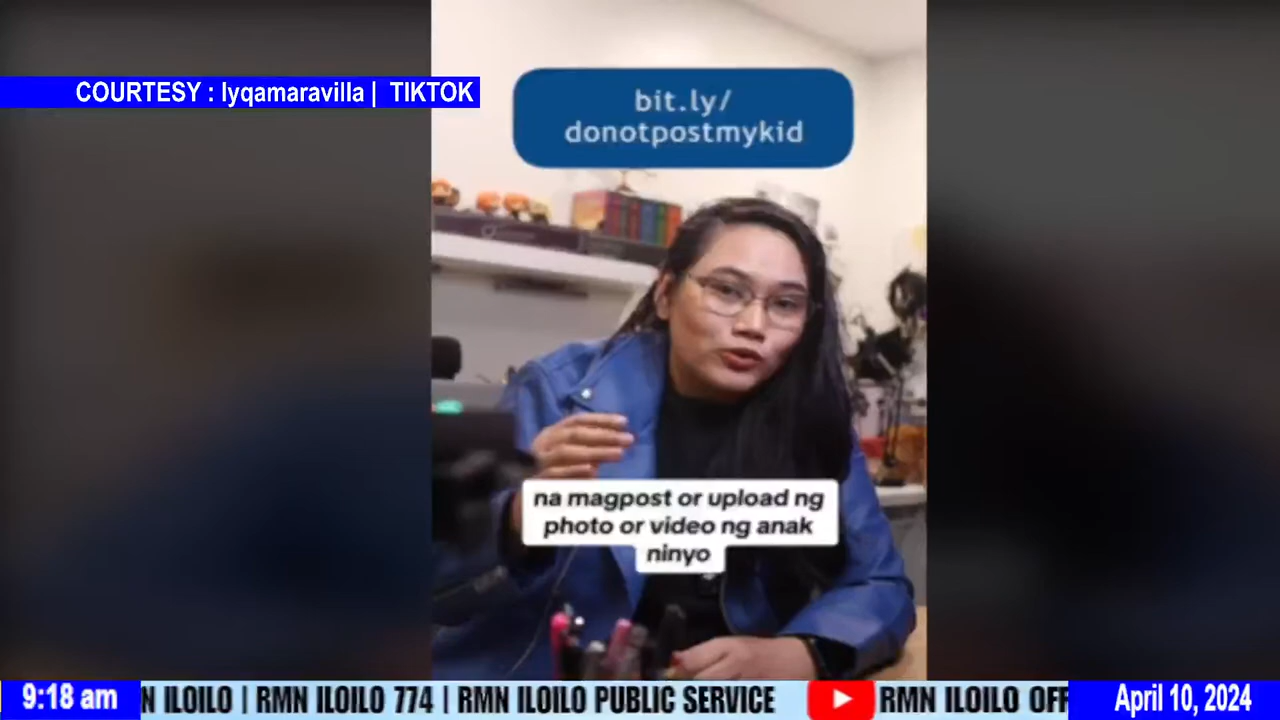 COURTESY : lyqamaravilla | TIKTOK
bit.ly/
donotpostmykid
na magpost or upload ng
photo or video ng anak
ninyo
9:18 am
N ILOILO | RMN ILOILO 774 | RMN ILOILO PUBLIC SERVICE
RMN ILOILO OFF
April 10, 2024